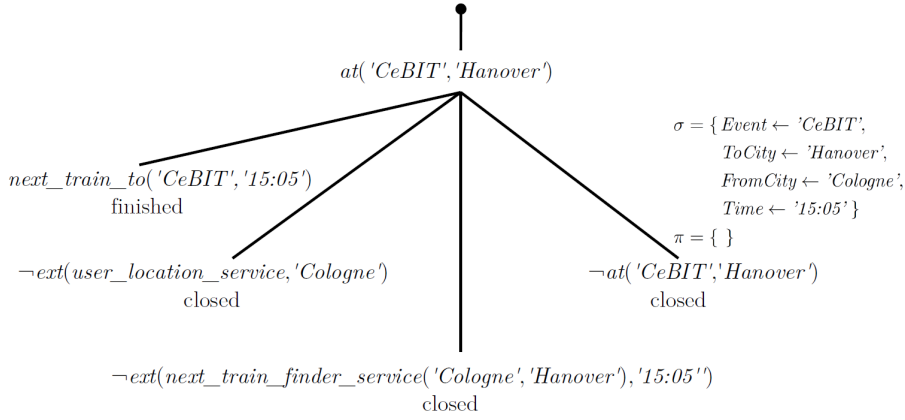 at('CeBIT','Hanover')
σ = { Event ← 'CeBIT',
ToCity ← 'Hanover',
FromCity ← 'Cologne',
Time ← '15:05' }
π = { }
next_train_to('CeBIT','15:05')
finished
¬ext(user_location_service,'Cologne')
closed
¬at('CeBIT','Hanover')
closed
¬ext(next_train_finder_service('Cologne','Hanover'),'15:05'')
closed